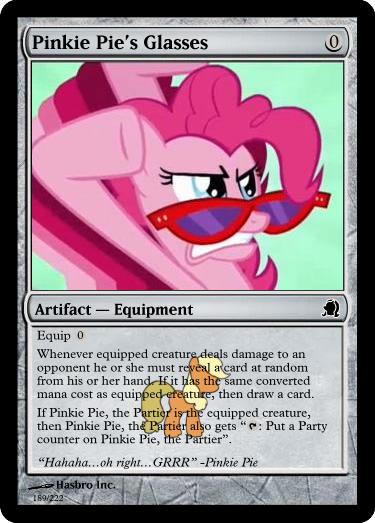 Pinkie Pie's Glasses 0
Artifact — Equipment
Equip 0
Whenever equipped creature deals damage to an
opponent he or she must reveal a card at random
from his or her hand. If it has the same converted
mana cost as equipped creature, then draw a card.
If Pinkie Pie, the Partier is the equipped creature,
then Pinkie Pie, the Partier also gets “ : Put a Party
counter on Pinkie Pie, the Partier”.
“Hahaha...oh right...GRRR” -Pinkie Pie
Hasbro Inc.
189/222